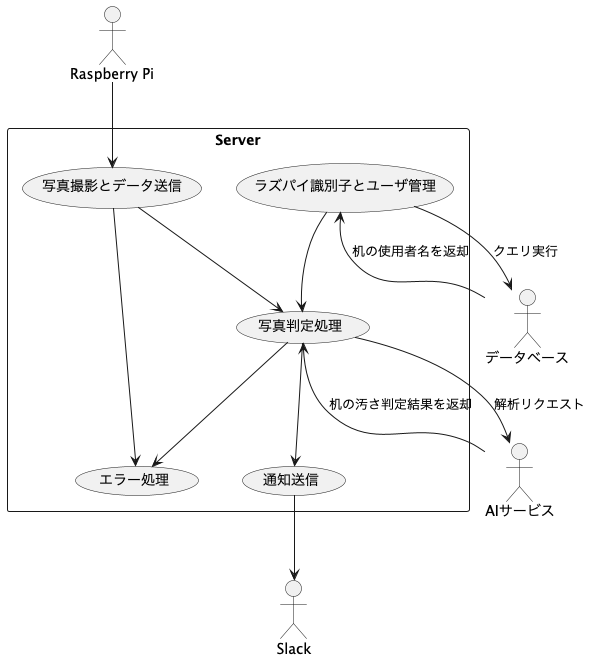 Raspberry Pi
Server
写真撮影とデータ送信
ラズパイ識別子とユーザ管理
机の使用者名を返却
クエリ実行
写真判定処理
データベース
机の汚さ判定結果を返却
解析リクエスト
エラー処理
通知送信
AIサービス
Slack